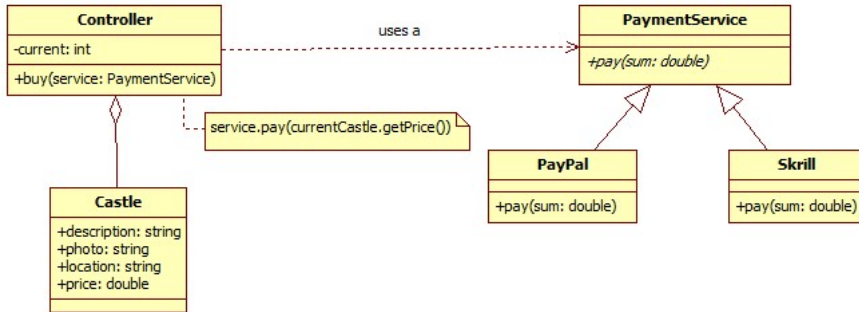 Controller
-current: int
+buy(service: PaymentService)
uses a
PaymentService
+pay(sum: double)
service.pay(currentCastle.getPrice())
PayPal
+pay(sum: double)
Skrill
+pay(sum: double)
Castle
+description: string
+photo: string
+location: string
+price: double